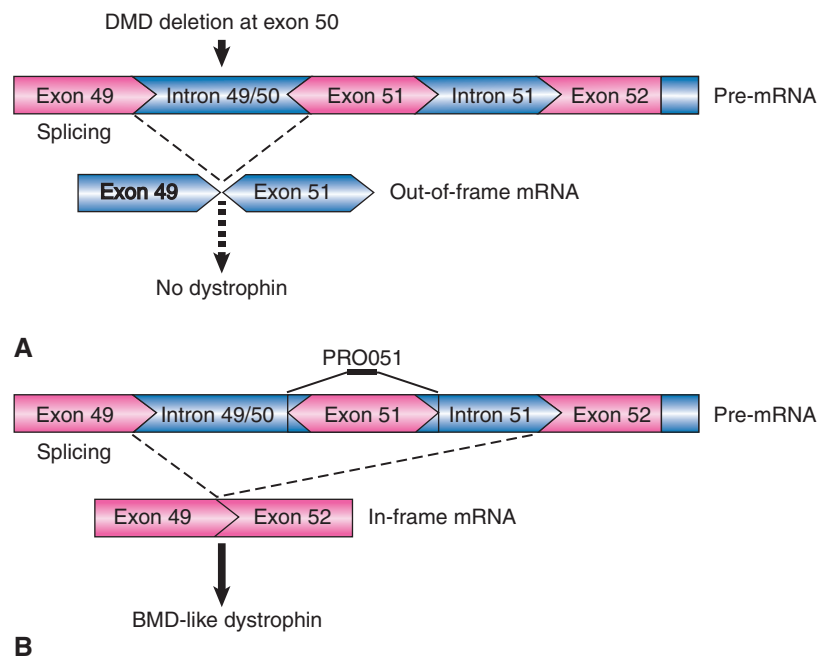 DMD deletion at exon 50
Exon 49 Intron 49/50 Exon 51 Intron 51 Exon 52 Pre-mRNA
Splicing
Exon 49 Exon 51 Out-of-frame mRNA
No dystrophin
A
PRO051
Exon 49 Intron 49/50 Exon 51 Intron 51 Exon 52 Pre-mRNA
Splicing
Exon 49 Exon 52 In-frame mRNA
BMD-like dystrophin
B